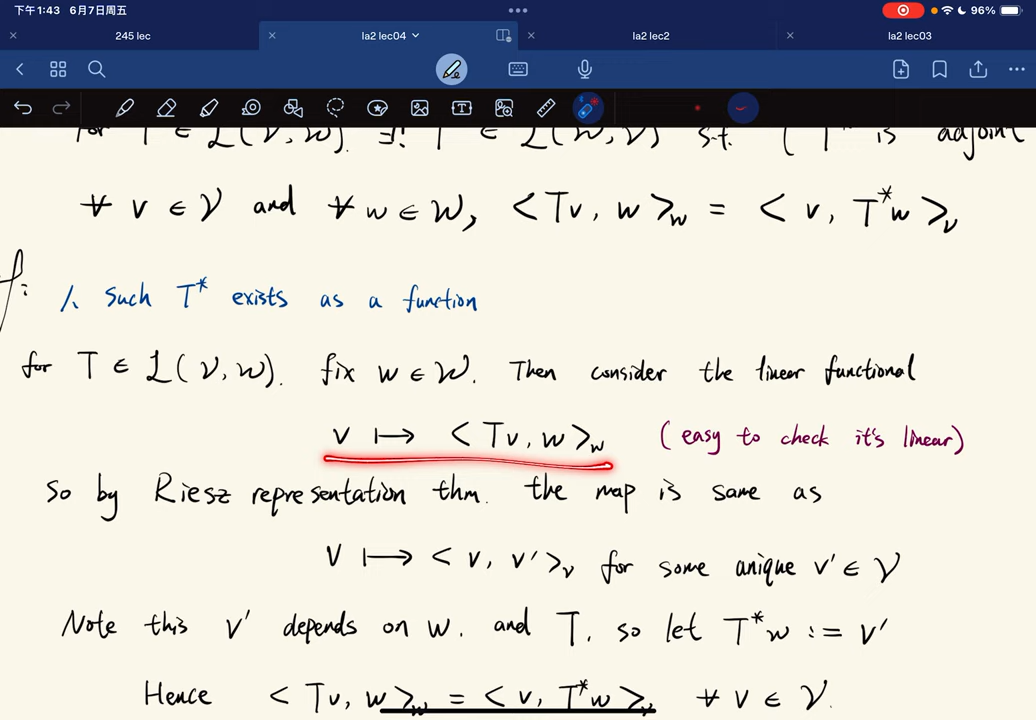 下午1:43 6月7日周五 96%
245 lec la2 lec04 la2 lec2 la2 lec03
for T ∈ L(V, W). ∃! T* ∈ L(W, V) s.t. (T* is adjoint
∀ v ∈ V and ∀ w ∈ W, <Tv, w>_W = <v, T*w>_V
1. Such T* exists as a function
for T ∈ L(V, W). fix w ∈ W. Then consider the linear functional
v ↦ <Tv, w>_W (easy to check it's linear)
So by Riesz representation thm. the map is same as
v ↦ <v, v'>_V for some unique v' ∈ V
Note this v' depends on w. and T. so let T*w := v'
Hence <Tv, w>_W = <v, T*w>_V ∀ v ∈ V.